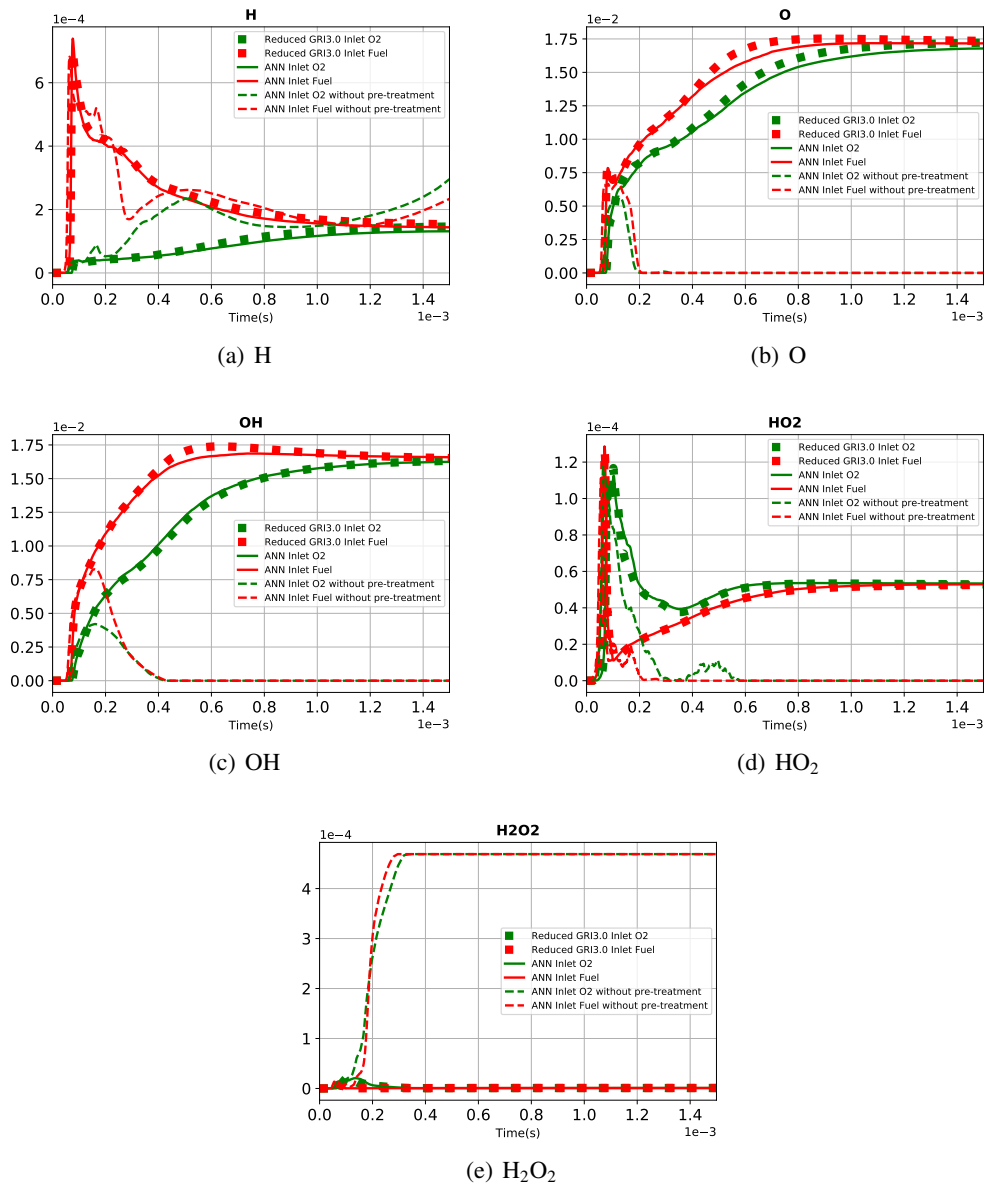 H
1e−4
6
4
2
0
Reduced GRI3.0 Inlet O2
Reduced GRI3.0 Inlet Fuel
ANN Inlet O2
ANN Inlet Fuel
ANN Inlet O2 without pre-treatment
ANN Inlet Fuel without pre-treatment
0.0 0.2 0.4 0.6 0.8 1.0 1.2 1.4
Time(s)
1e−3
(a) H
O
1e−2
1.75
1.50
1.25
1.00
0.75
0.50
0.25
0.00
Reduced GRI3.0 Inlet O2
Reduced GRI3.0 Inlet Fuel
ANN Inlet O2
ANN Inlet Fuel
ANN Inlet O2 without pre-treatment
ANN Inlet Fuel without pre-treatment
0.0 0.2 0.4 0.6 0.8 1.0 1.2 1.4
Time(s)
1e−3
(b) O
OH
1e−2
1.75
1.50
1.25
1.00
0.75
0.50
0.25
0.00
Reduced GRI3.0 Inlet O2
Reduced GRI3.0 Inlet Fuel
ANN Inlet O2
ANN Inlet Fuel
ANN Inlet O2 without pre-treatment
ANN Inlet Fuel without pre-treatment
0.0 0.2 0.4 0.6 0.8 1.0 1.2 1.4
Time(s)
1e−3
(c) OH
HO2
1e−4
1.2
1.0
0.8
0.6
0.4
0.2
0.0
Reduced GRI3.0 Inlet O2
Reduced GRI3.0 Inlet Fuel
ANN Inlet O2
ANN Inlet Fuel
ANN Inlet O2 without pre-treatment
ANN Inlet Fuel without pre-treatment
0.0 0.2 0.4 0.6 0.8 1.0 1.2 1.4
Time(s)
1e−3
(d) HO₂
H2O2
1e−4
4
3
2
1
0
Reduced GRI3.0 Inlet O2
Reduced GRI3.0 Inlet Fuel
ANN Inlet O2
ANN Inlet Fuel
ANN Inlet O2 without pre-treatment
ANN Inlet Fuel without pre-treatment
0.0 0.2 0.4 0.6 0.8 1.0 1.2 1.4
Time(s)
1e−3
(e) H₂O₂